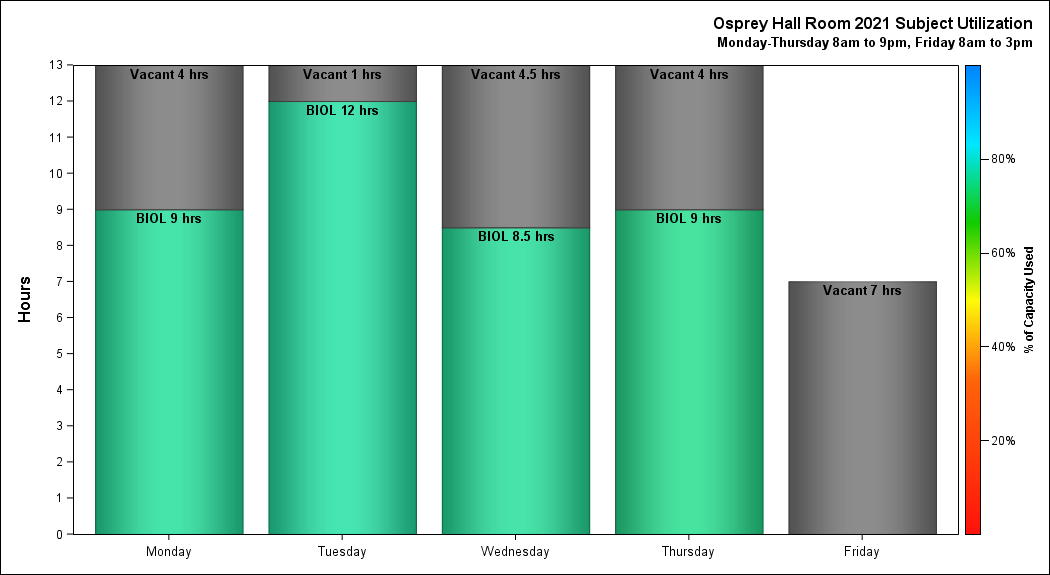 Osprey Hall Room 2021 Subject Utilization
Monday-Thursday 8am to 9pm, Friday 8am to 3pm
Hours
13
12
11
10
9
8
7
6
5
4
3
2
1
0
Vacant 4 hrs
BIOL 9 hrs
Vacant 1 hrs
BIOL 12 hrs
Vacant 4.5 hrs
BIOL 8.5 hrs
Vacant 4 hrs
BIOL 9 hrs
Vacant 7 hrs
Monday
Tuesday
Wednesday
Thursday
Friday
80%
60%
40%
20%
% of Capacity Used